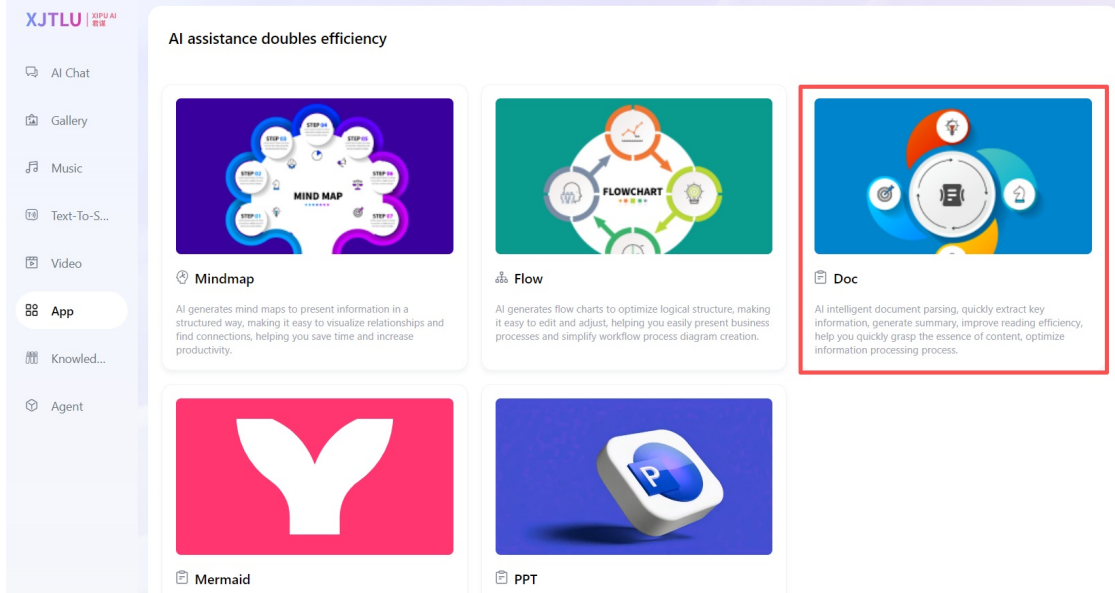 XJTLU XIPU AI
君谋
AI Chat
Gallery
Music
Text-To-S...
Video
App
Knowled...
Agent
AI assistance doubles efficiency
STEP 01
STEP 02
STEP 03
STEP 04
STEP 05
STEP 06
STEP 07
MIND MAP
Mindmap
AI generates mind maps to present information in a
structured way, making it easy to visualize relationships and
find connections, helping you save time and increase
productivity.
FLOWCHART
Flow
AI generates flow charts to optimize logical structure, making
it easy to edit and adjust, helping you easily present business
processes and simplify workflow process diagram creation.
Doc
AI intelligent document parsing, quickly extract key
information, generate summary, improve reading efficiency,
help you quickly grasp the essence of content, optimize
information processing process.
Mermaid
P
PPT